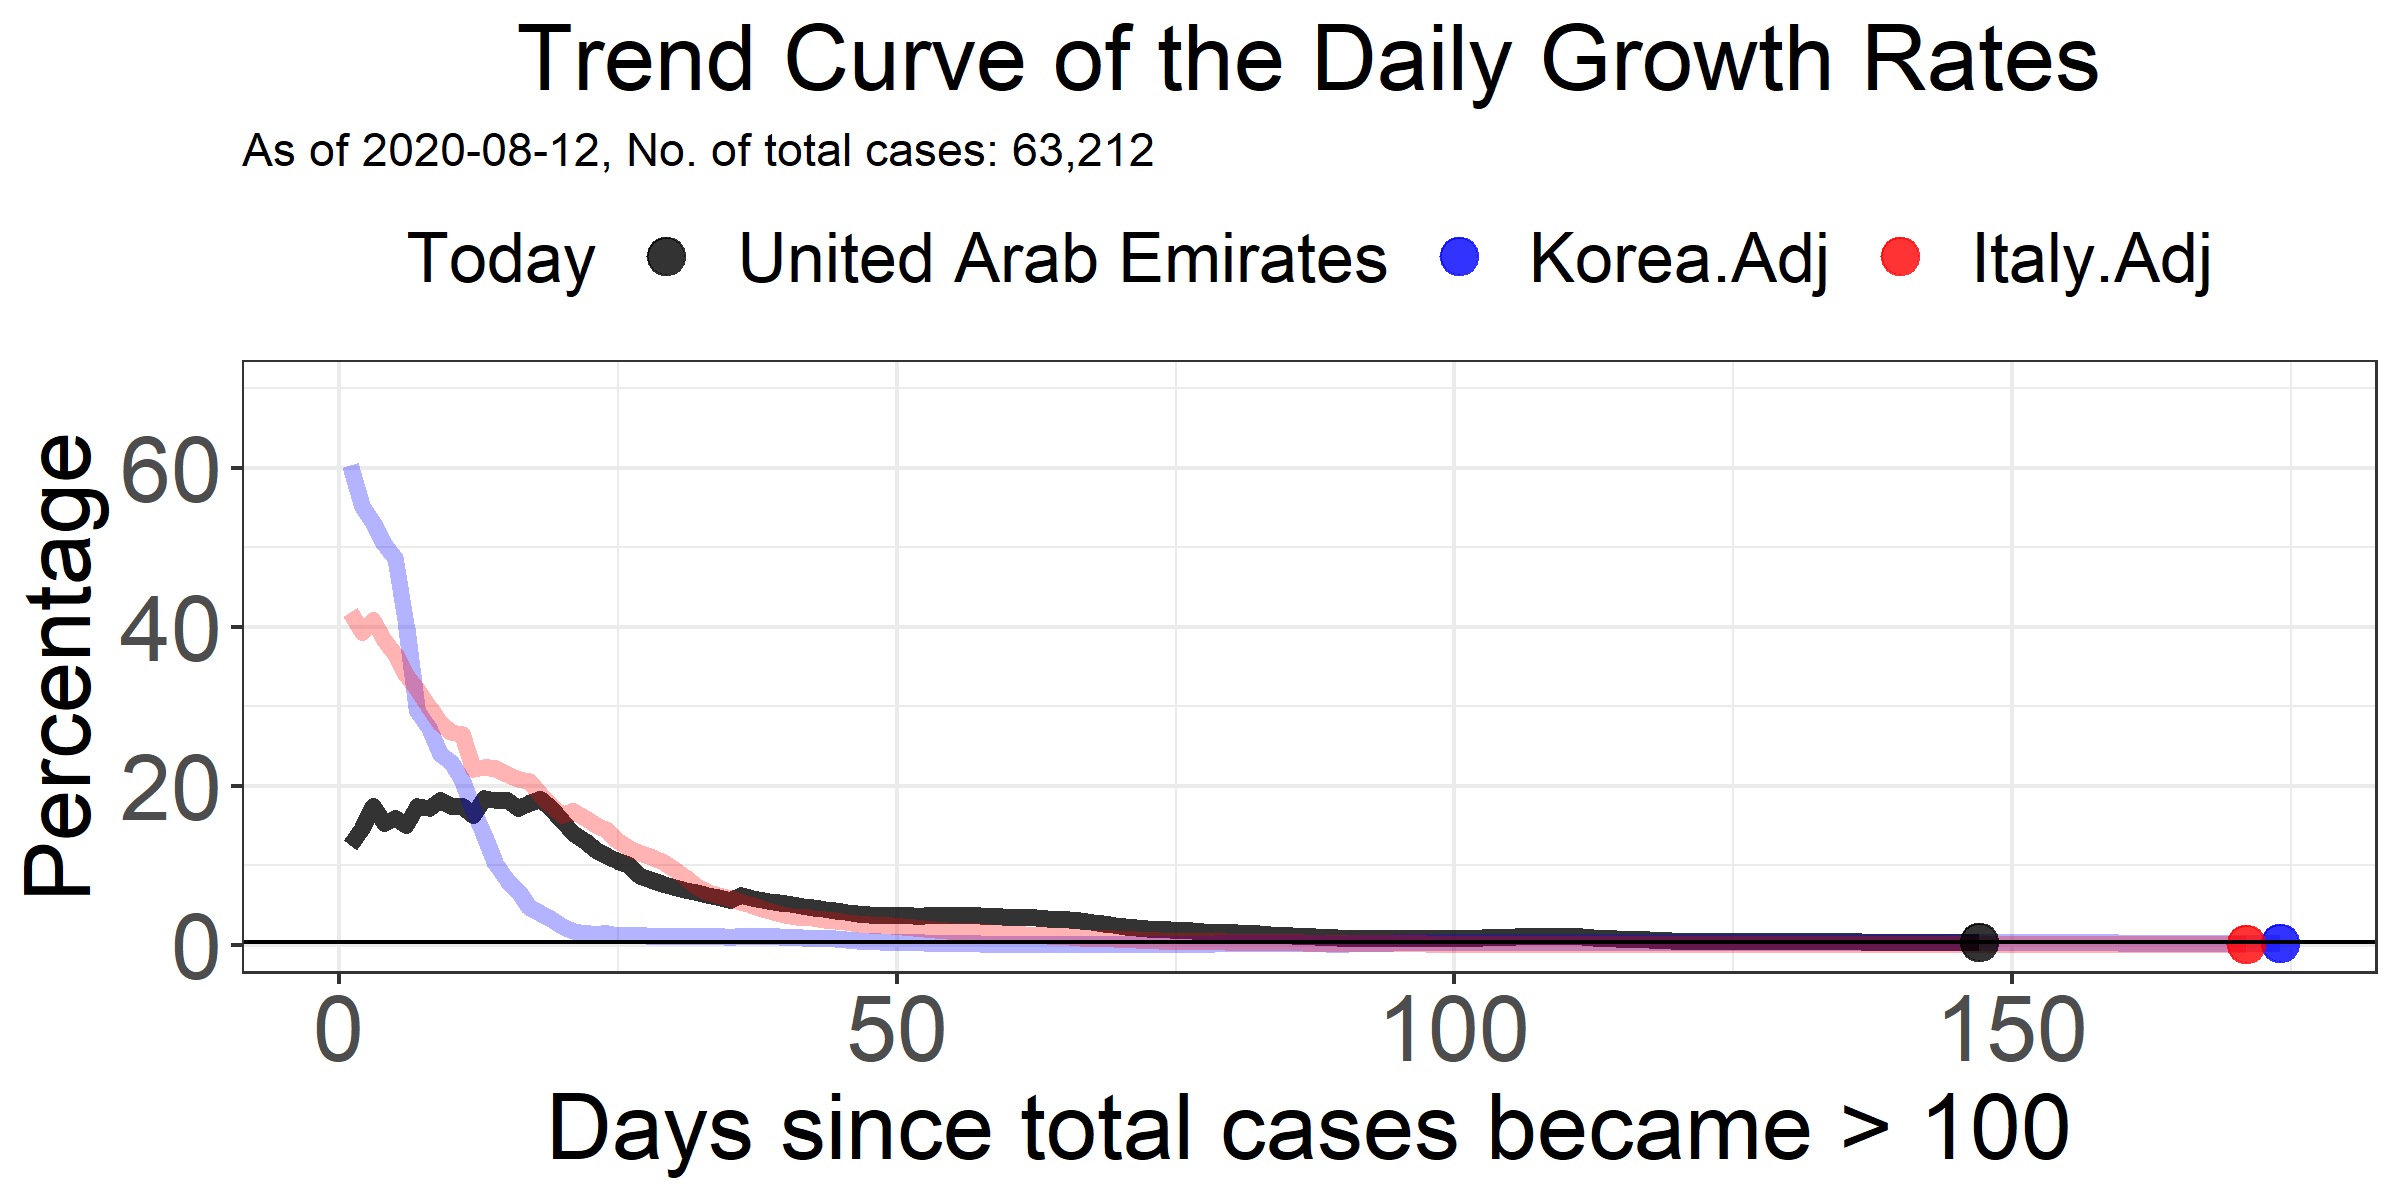 Trend Curve of the Daily Growth Rates
As of 2020-08-12, No. of total cases: 63,212
Today United Arab Emirates Korea.Adj Italy.Adj
Percentage
60
40
20
0
0 50 100 150
Days since total cases became > 100